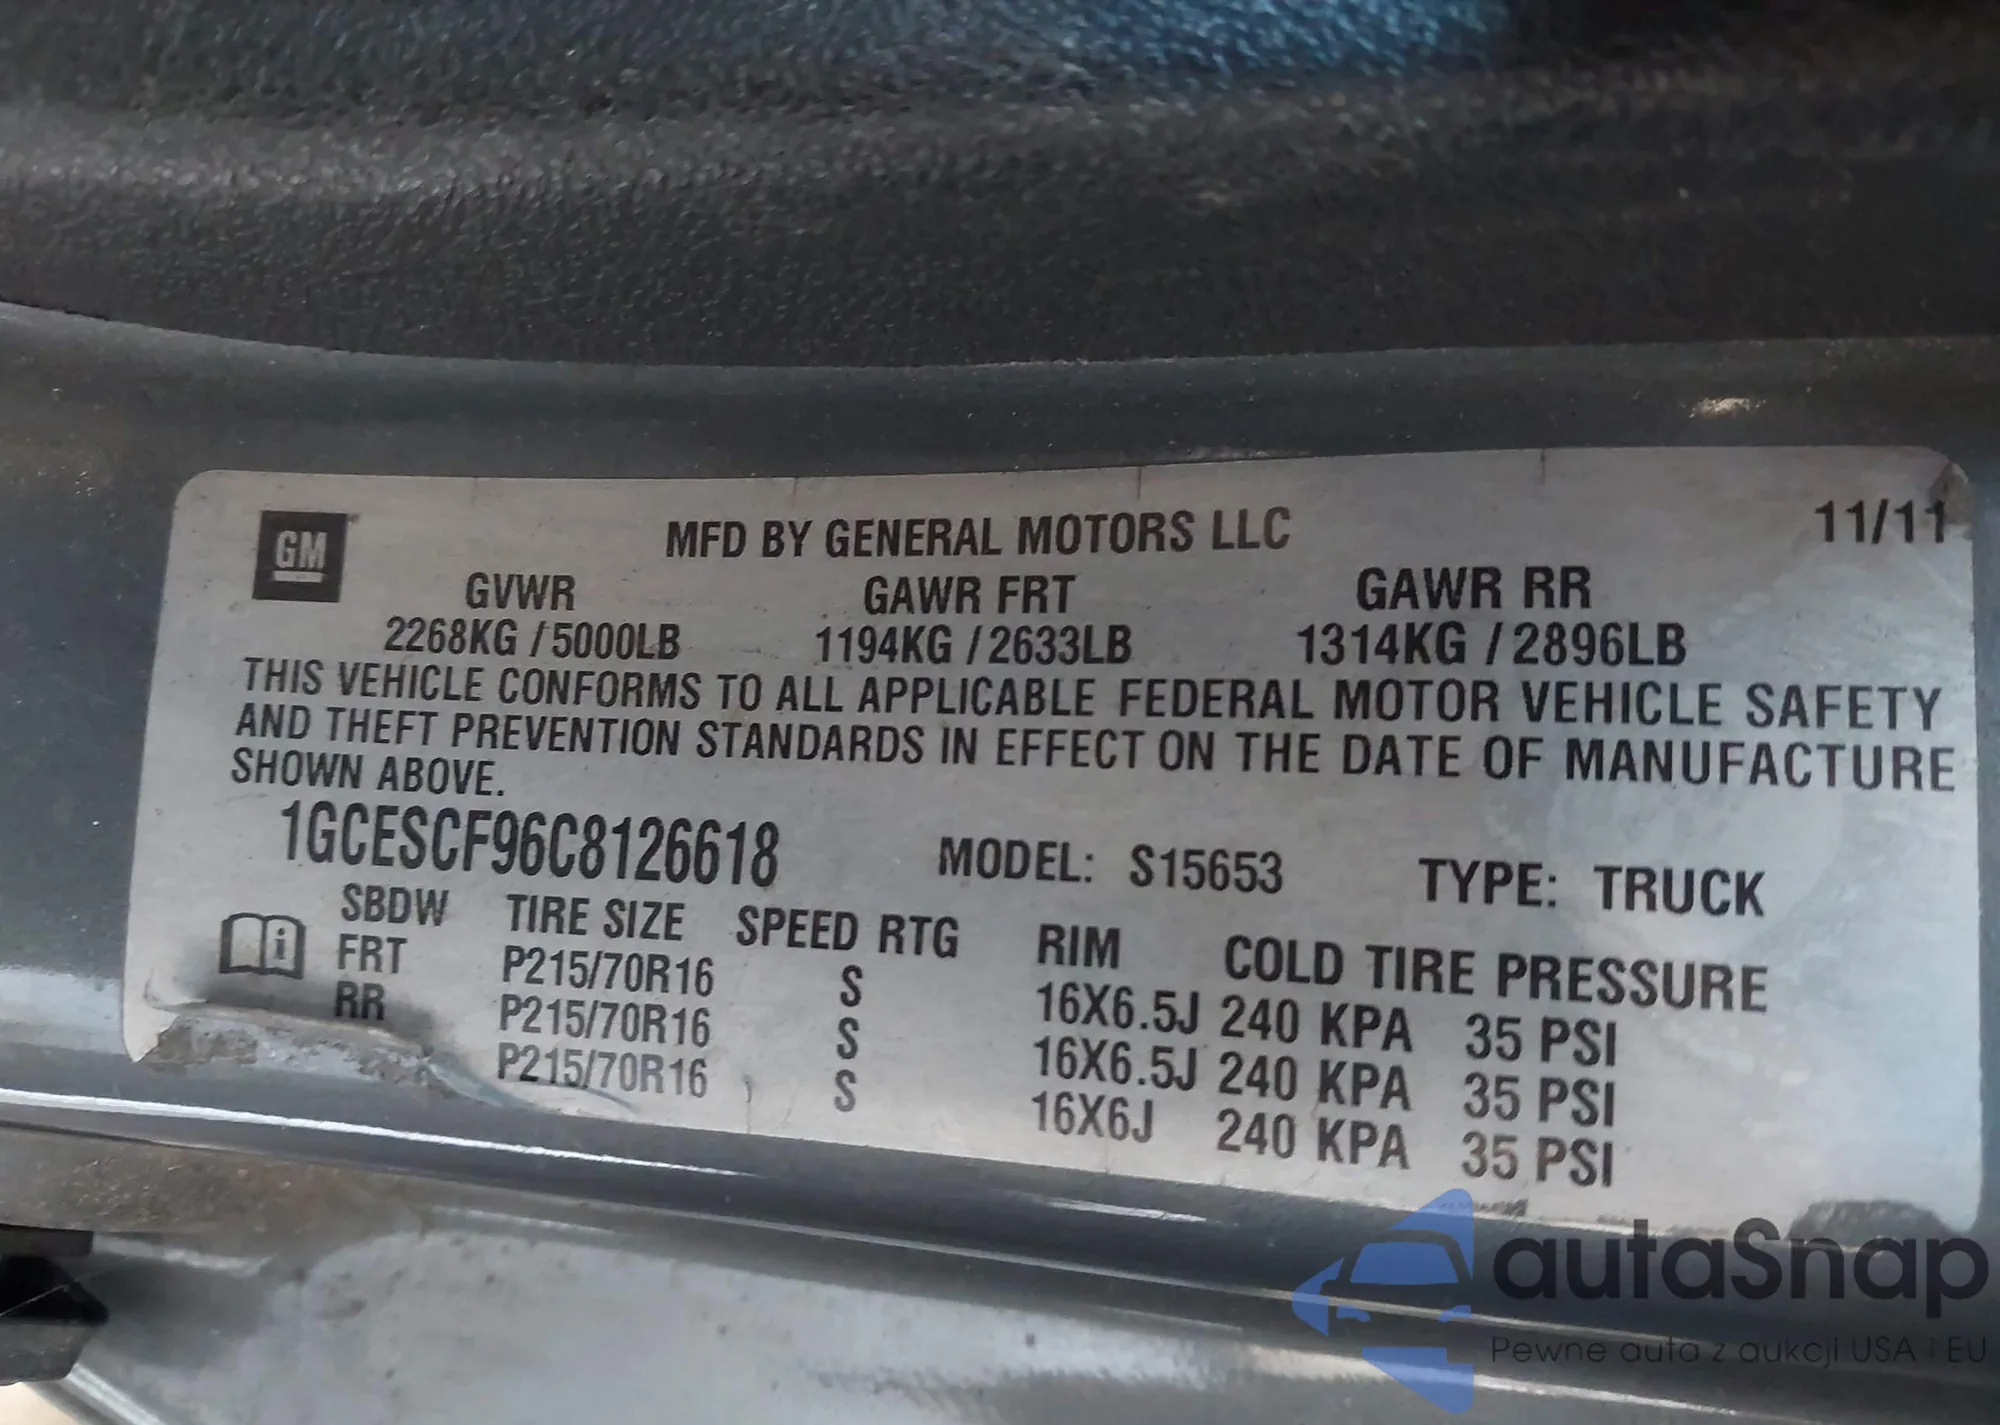 GM
MFD BY GENERAL MOTORS LLC 11/11
GVWR GAWR FRT GAWR RR
2268KG / 5000LB 1194KG / 2633LB 1314KG / 2896LB
THIS VEHICLE CONFORMS TO ALL APPLICABLE FEDERAL MOTOR VEHICLE SAFETY
AND THEFT PREVENTION STANDARDS IN EFFECT ON THE DATE OF MANUFACTURE
SHOWN ABOVE.
1GCESCF96C8126618 MODEL: S15653 TYPE: TRUCK
SBDW TIRE SIZE SPEED RTG RIM COLD TIRE PRESSURE
FRT P215/70R16 S 16X6.5J 240 KPA 35 PSI
RR P215/70R16 S 16X6.5J 240 KPA 35 PSI
P215/70R16 S 16X6J 240 KPA 35 PSI
autaSnap
Pewne auta z aukcji USA i EU